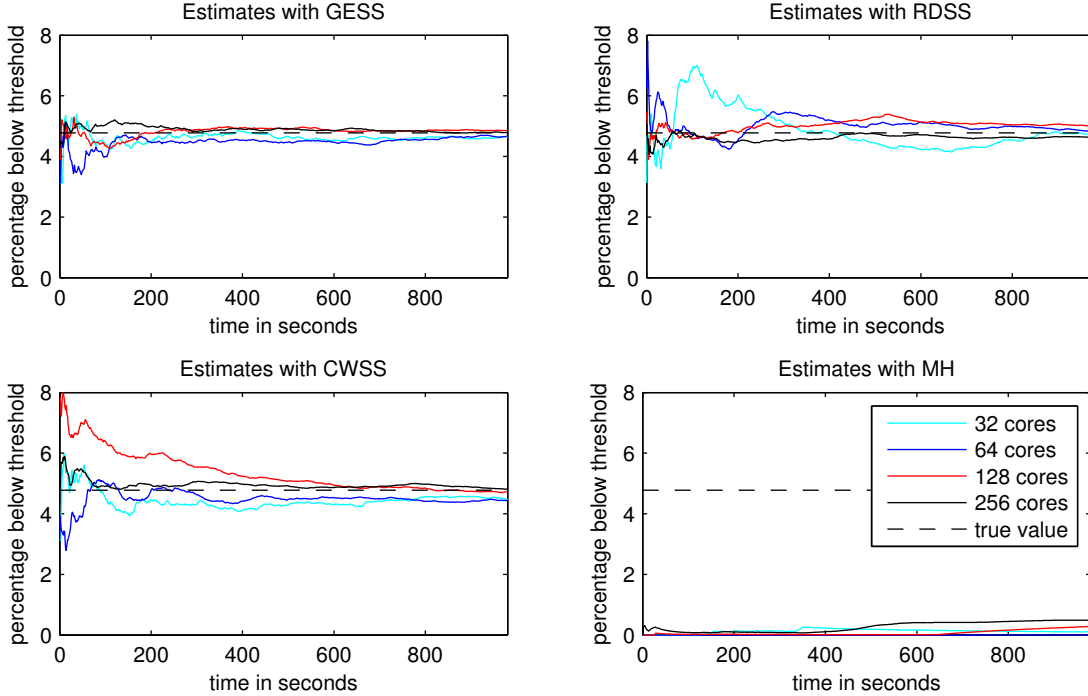 Estimates with GESS
percentage below threshold
8
6
4
2
0
0 200 400 600 800
time in seconds
Estimates with RDSS
percentage below threshold
8
6
4
2
0
0 200 400 600 800
time in seconds
Estimates with CWSS
percentage below threshold
8
6
4
2
0
0 200 400 600 800
time in seconds
Estimates with MH
percentage below threshold
8
6
4
2
0
0 200 400 600 800
time in seconds
32 cores
64 cores
128 cores
256 cores
true value